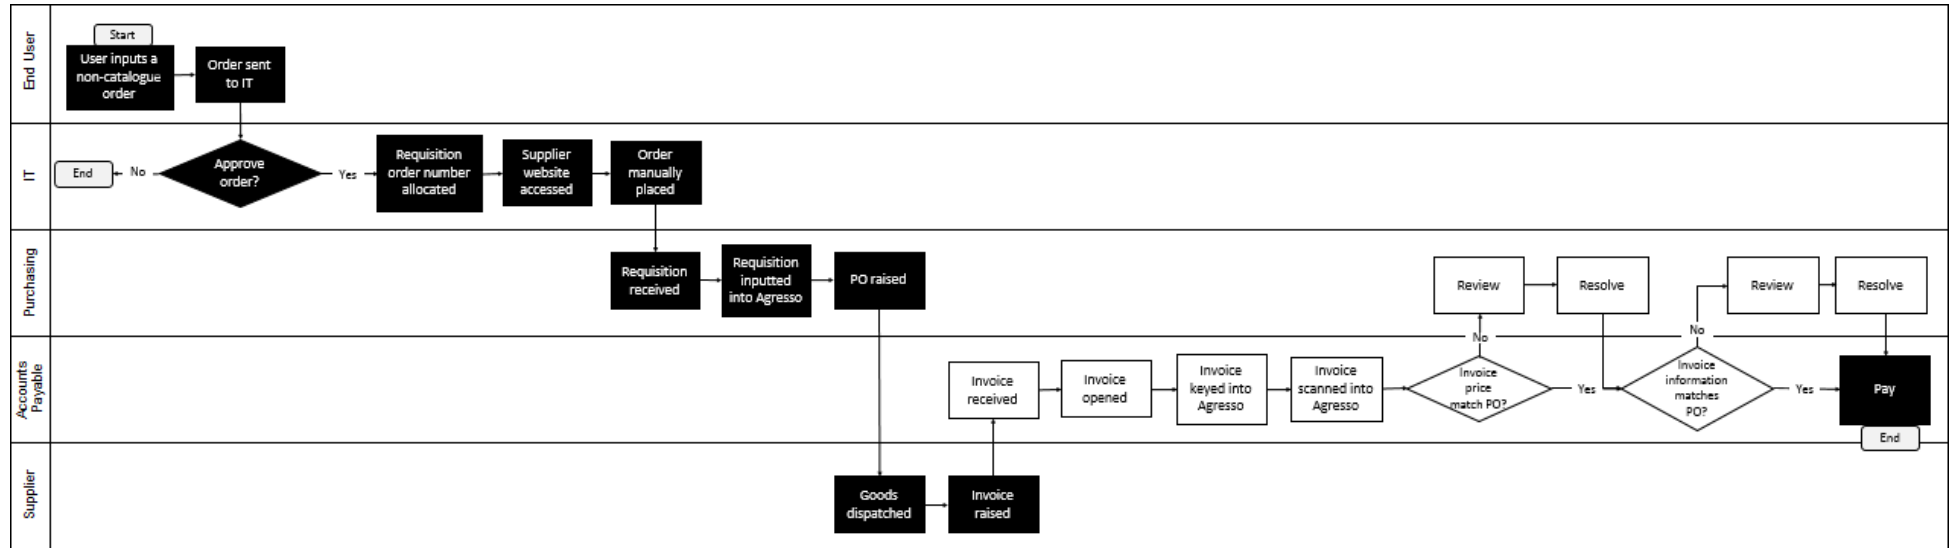 End User
Start
User inputs a
non-catalogue
order
Order sent
to IT
IT
End
No
Approve
order?
Yes
Requisition
order number
allocated
Supplier
website
accessed
Order
manually
placed
Purchasing
Requisition
received
Requisition
inputted
into Agresso
PO raised
Review
Resolve
Review
Resolve
Accounts
Payable
Invoice
received
Invoice
opened
Invoice
keyed into
Agresso
Invoice
scanned into
Agresso
No
Invoice
price
match PO?
Yes
No
Invoice
information
matches
PO?
Yes
Pay
End
Supplier
Goods
dispatched
Invoice
raised